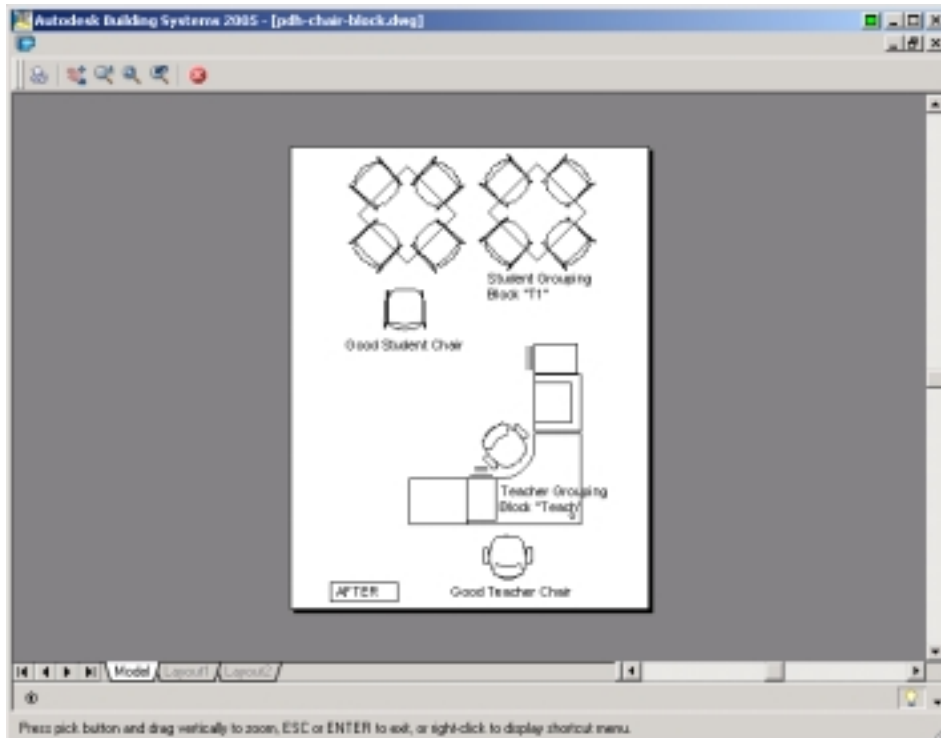 Autodesk Building Systems 2005 - [pdh-chair-block.dwg]
Student Grouping
Block "T1"
Good Student Chair
Teacher Grouping
Block "Teach"
Good Teacher Chair
AFTER
Model Layout1 Layout2
Press pick button and drag vertically to zoom, ESC or ENTER to exit, or right-click to display shortcut menu.